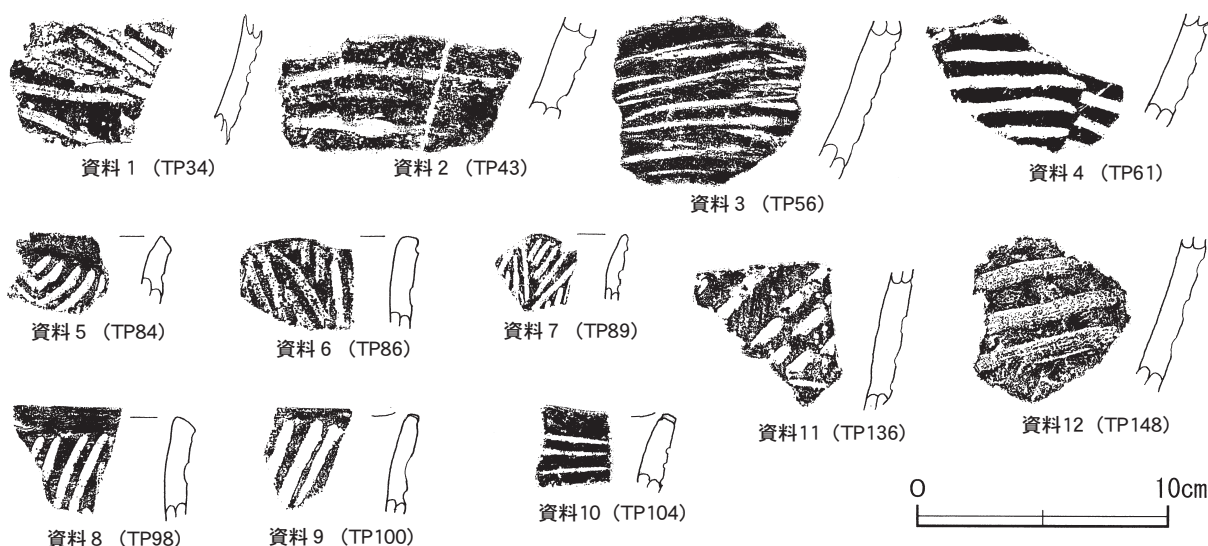 資料1 （TP34）
資料2 （TP43）
資料3 （TP56）
資料4 （TP61）
資料5 （TP84）
資料6 （TP86）
資料7 （TP89）
資料11 （TP136）
資料12 （TP148）
資料8 （TP98）
資料9 （TP100）
資料10 （TP104）
0 10cm